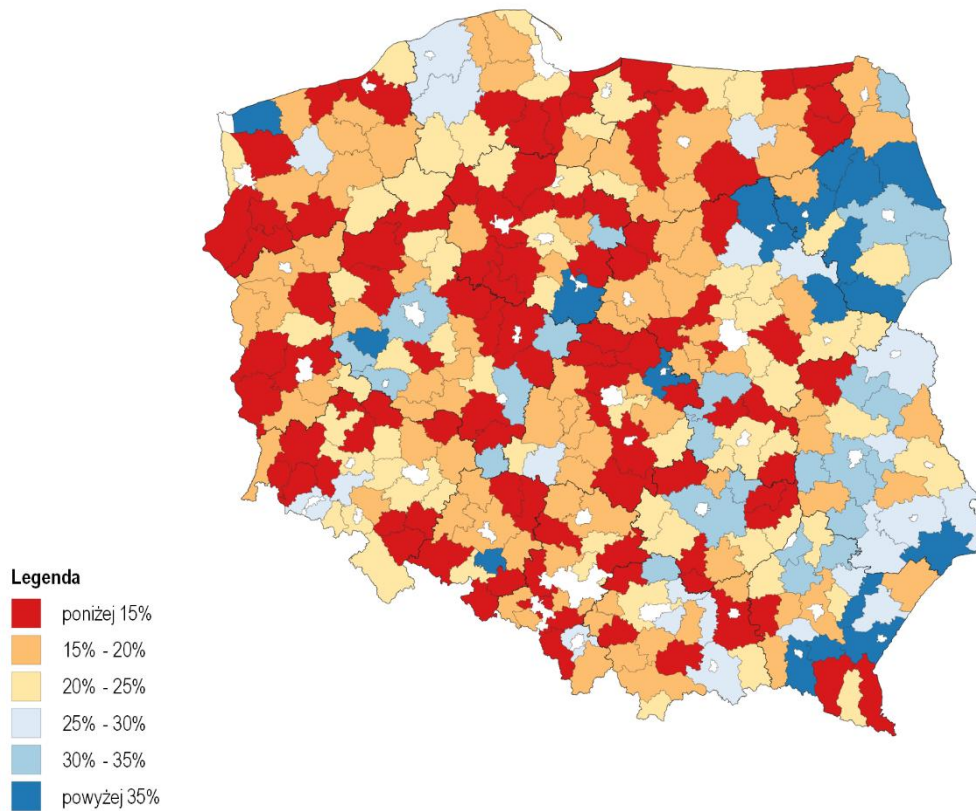 Legenda
poniżej 15%
15% - 20%
20% - 25%
25% - 30%
30% - 35%
powyżej 35%